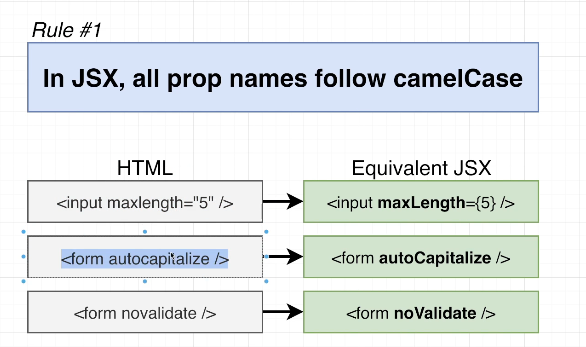 Rule #1
In JSX, all prop names follow camelCase
HTML
Equivalent JSX
<input maxlength="5" />
<input maxLength={5} />
<form autocapitalize />
<form autoCapitalize />
<form novalidate />
<form noValidate />